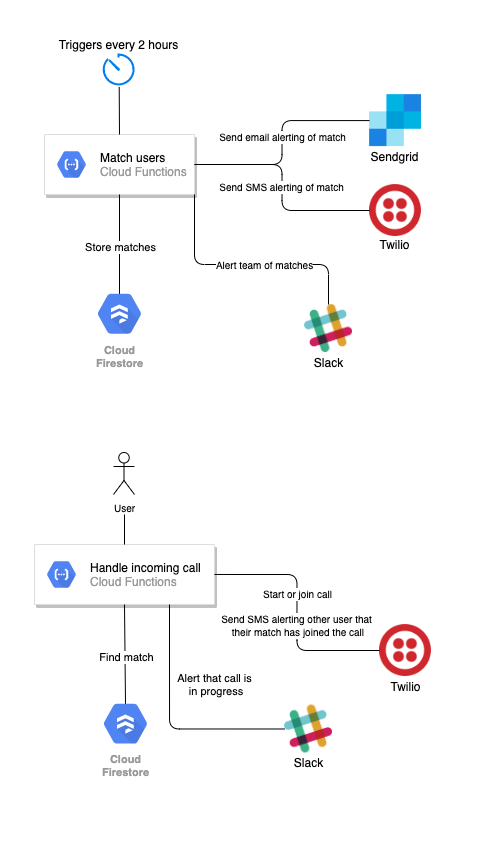 Triggers every 2 hours
Match users
Cloud Functions
Send email alerting of match
Sendgrid
Send SMS alerting of match
Twilio
Store matches
Alert team of matches
Cloud
Firestore
Slack
User
Handle incoming call
Cloud Functions
Start or join call
Send SMS alerting other user that
their match has joined the call
Twilio
Find match
Alert that call is
in progress
Cloud
Firestore
Slack